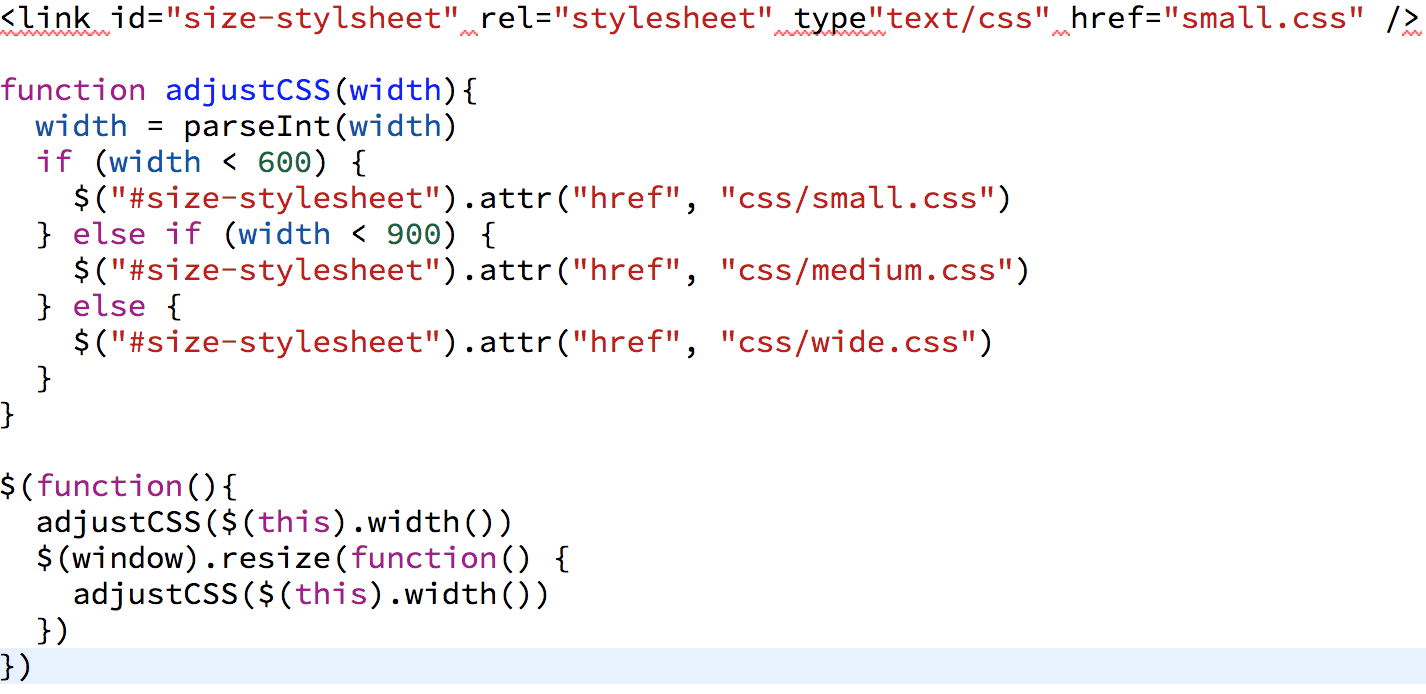 <link id="size-stylsheet" rel="stylesheet" type"text/css" href="small.css" />
function adjustCSS(width){
width = parseInt(width)
if (width < 600) {
$("#size-stylesheet").attr("href", "css/small.css")
} else if (width < 900) {
$("#size-stylesheet").attr("href", "css/medium.css")
} else {
$("#size-stylesheet").attr("href", "css/wide.css")
}
}
$(function(){
adjustCSS($(this).width())
$(window).resize(function() {
adjustCSS($(this).width())
})
})